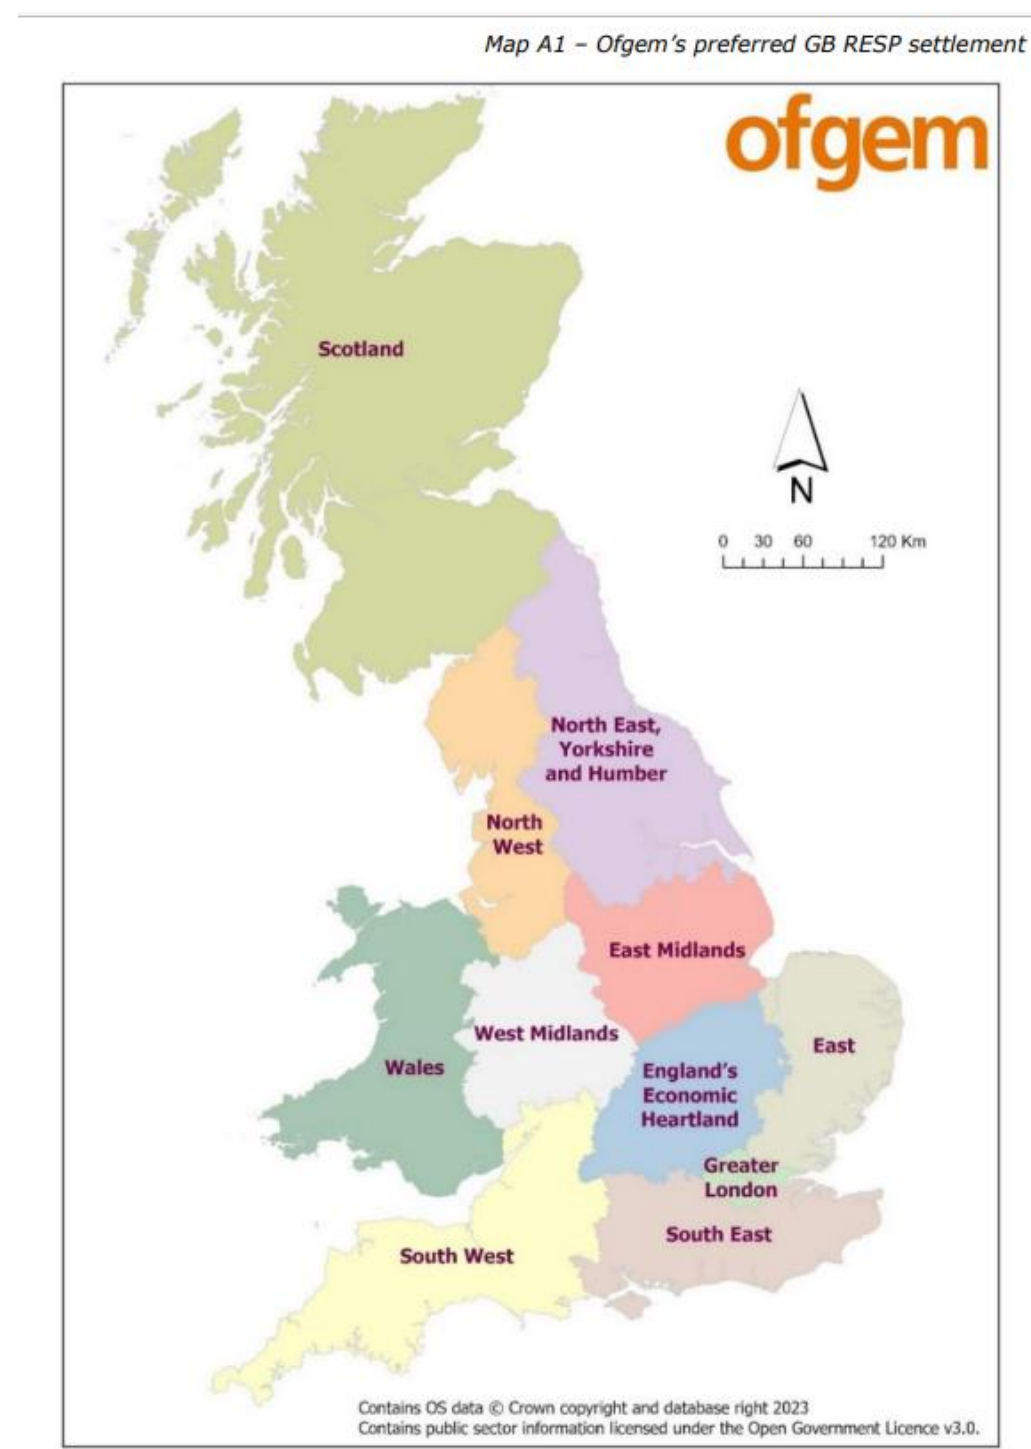 Map A1 – Ofgem's preferred GB RESP settlement
ofgem
Scotland
N
0 30 60 120 Km
North East,
Yorkshire
and Humber
North
West
East Midlands
West Midlands
East
Wales
England's
Economic
Heartland
Greater
London
South East
South West
Contains OS data © Crown copyright and database right 2023
Contains public sector information licensed under the Open Government Licence v3.0.